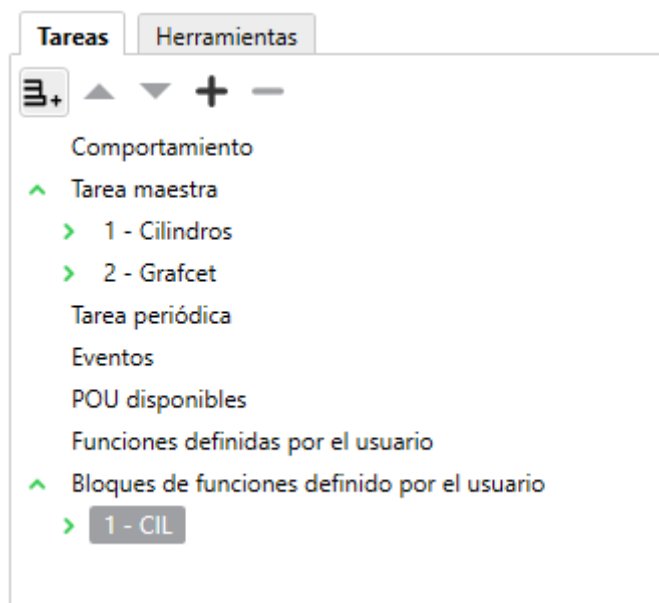 Tareas Herramientas
Comportamiento
Tarea maestra
1 - Cilindros
2 - Grafcet
Tarea periódica
Eventos
POU disponibles
Funciones definidas por el usuario
Bloques de funciones definido por el usuario
1 - CIL